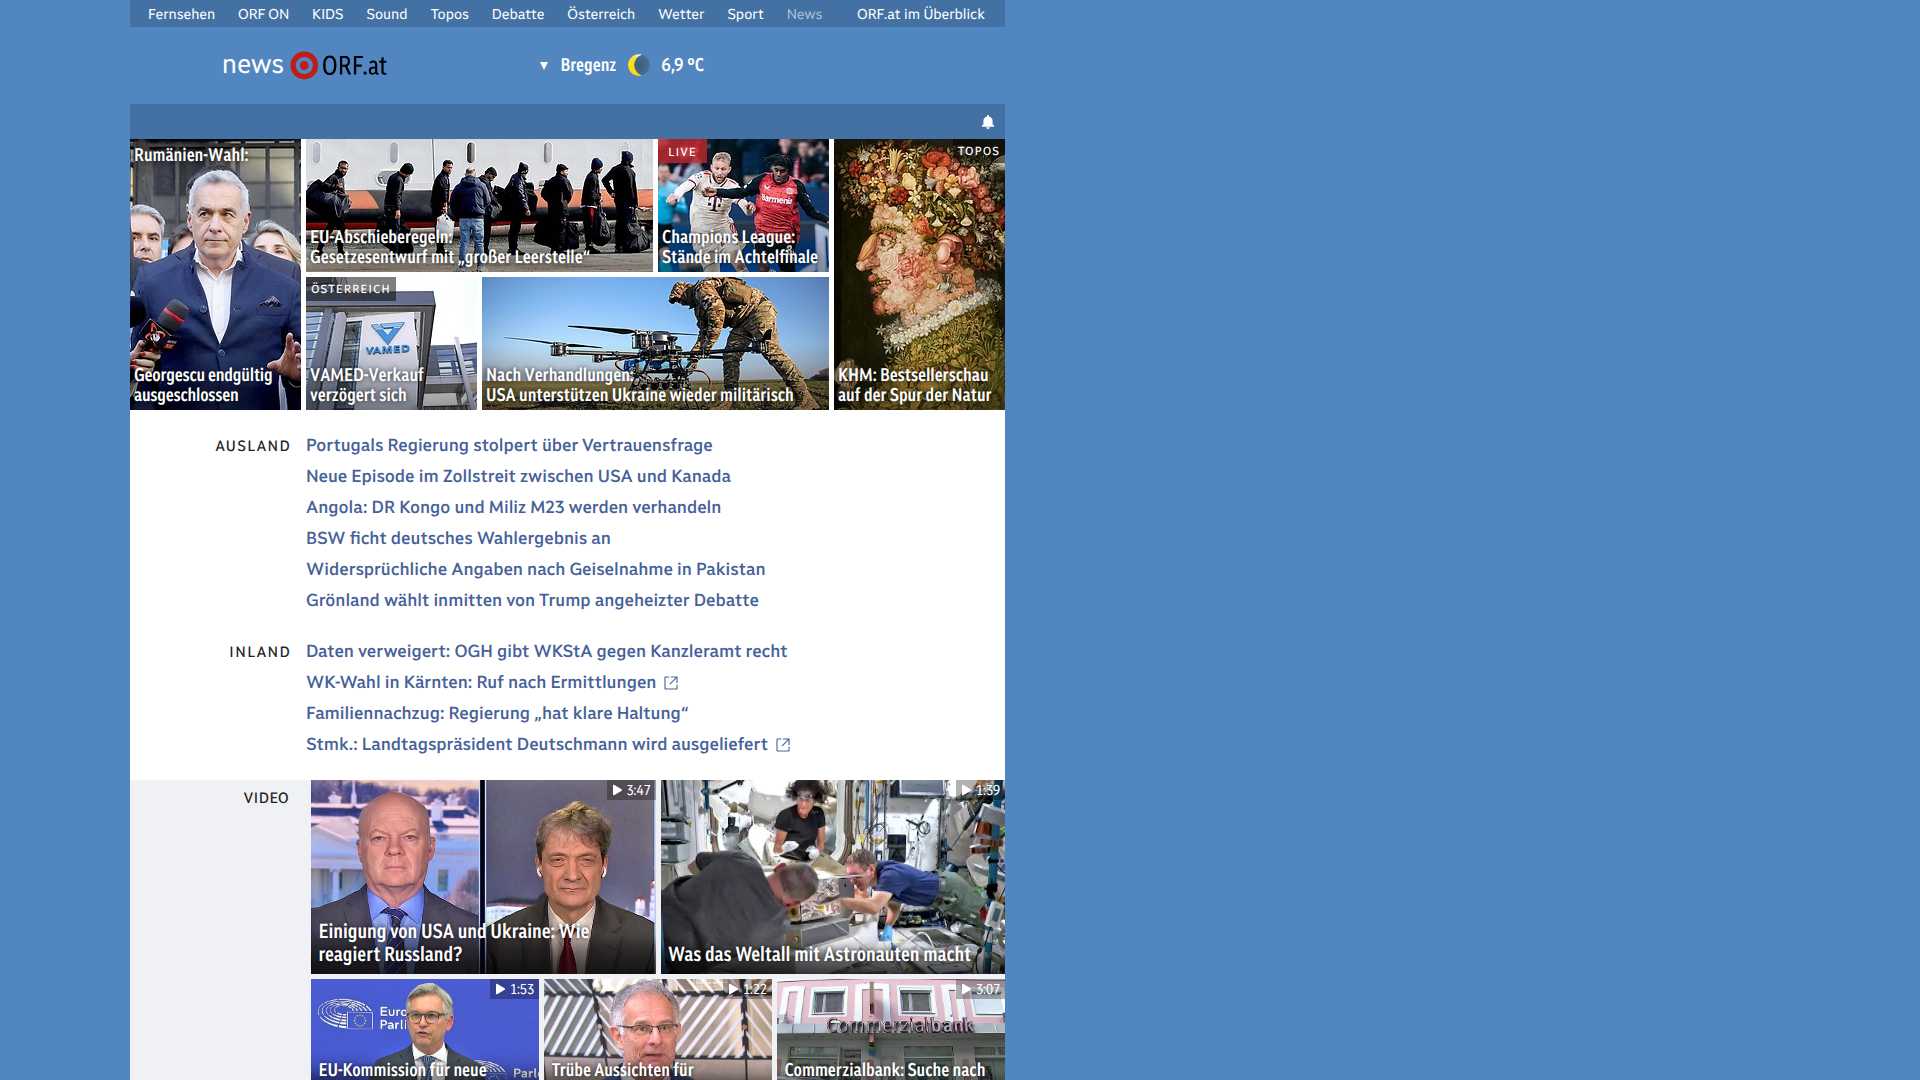 Fernsehen ORF ON KIDS Sound Topos Debatte Österreich Wetter Sport News ORF.at im Überblick
news ORF.at
Bregenz 6,9 °C
Rumänien-Wahl:
Georgescu endgültig
ausgeschlossen
EU-Abschieberegeln:
Gesetzesentwurf mit „großer Leerstelle“
LIVE
Barmenia
Champions League:
Stände im Achtelfinale
TOPOS
KHM: Bestsellerschau
auf der Spur der Natur
ÖSTERREICH
VAMED
VAMED-Verkauf
verzögert sich
Nach Verhandlungen:
USA unterstützen Ukraine wieder militärisch
AUSLAND
Portugals Regierung stolpert über Vertrauensfrage
Neue Episode im Zollstreit zwischen USA und Kanada
Angola: DR Kongo und Miliz M23 werden verhandeln
BSW ficht deutsches Wahlergebnis an
Widersprüchliche Angaben nach Geiselnahme in Pakistan
Grönland wählt inmitten von Trump angeheizter Debatte
INLAND
Daten verweigert: OGH gibt WKStA gegen Kanzleramt recht
WK-Wahl in Kärnten: Ruf nach Ermittlungen
Familiennachzug: Regierung „hat klare Haltung“
Stmk.: Landtagspräsident Deutschmann wird ausgeliefert
VIDEO
3:47
Einigung von USA und Ukraine: Wie
reagiert Russland?
1:39
Was das Weltall mit Astronauten macht
1:53
Euro
Parl
EU-Kommission für neue
Parl
1:22
Trübe Aussichten für
3:07
Commerzialbank
Commerzialbank: Suche nach